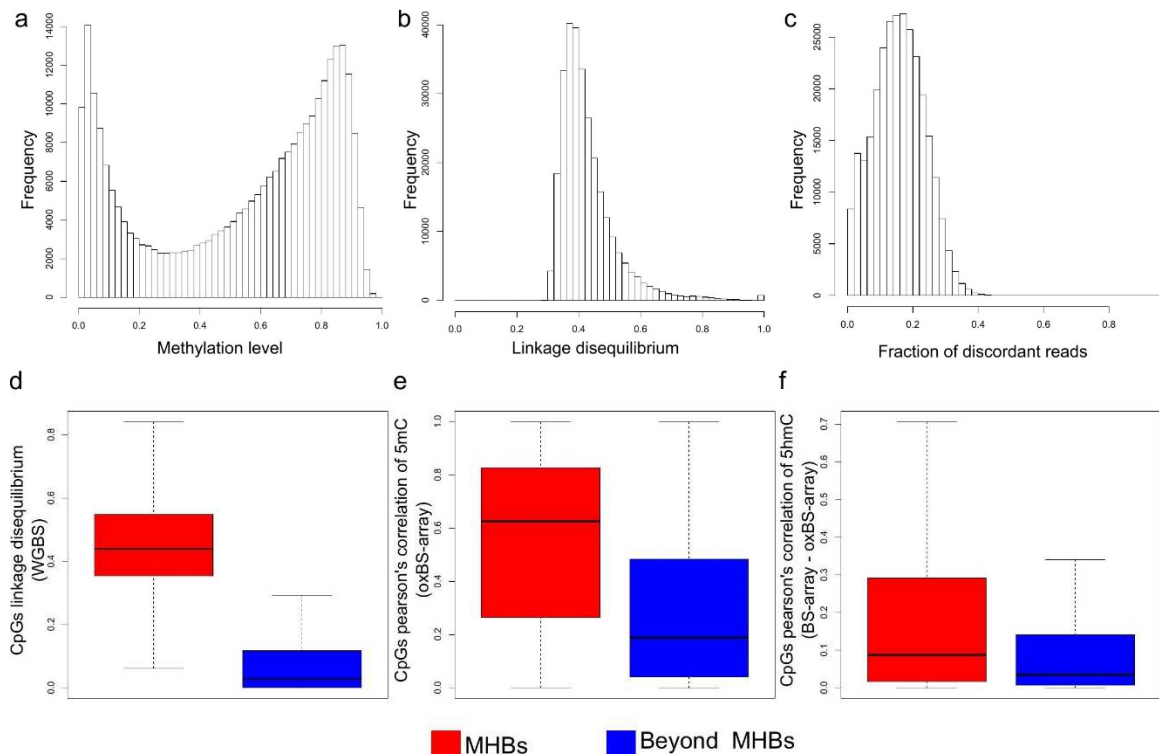 a
14000
12000
10000
8000
6000
4000
2000
0
Frequency
0.0 0.2 0.4 0.6 0.8 1.0
Methylation level
b
40000
30000
20000
10000
0
Frequency
0.0 0.2 0.4 0.6 0.8 1.0
Linkage disequilibrium
c
25000
20000
15000
10000
5000
0
Frequency
0.0 0.2 0.4 0.6 0.8
Fraction of discordant reads
d
CpGs linkage disequilibrium
(WGBS)
0.8
0.6
0.4
0.2
0.0
e
CpGs pearson's correlation of 5mC
(oxBS-array)
1.0
0.8
0.6
0.4
0.2
0.0
f
CpGs pearson's correlation of 5hmC
(BS-array - oxBS-array)
0.7
0.6
0.5
0.4
0.3
0.2
0.1
0.0
MHBs
Beyond MHBs